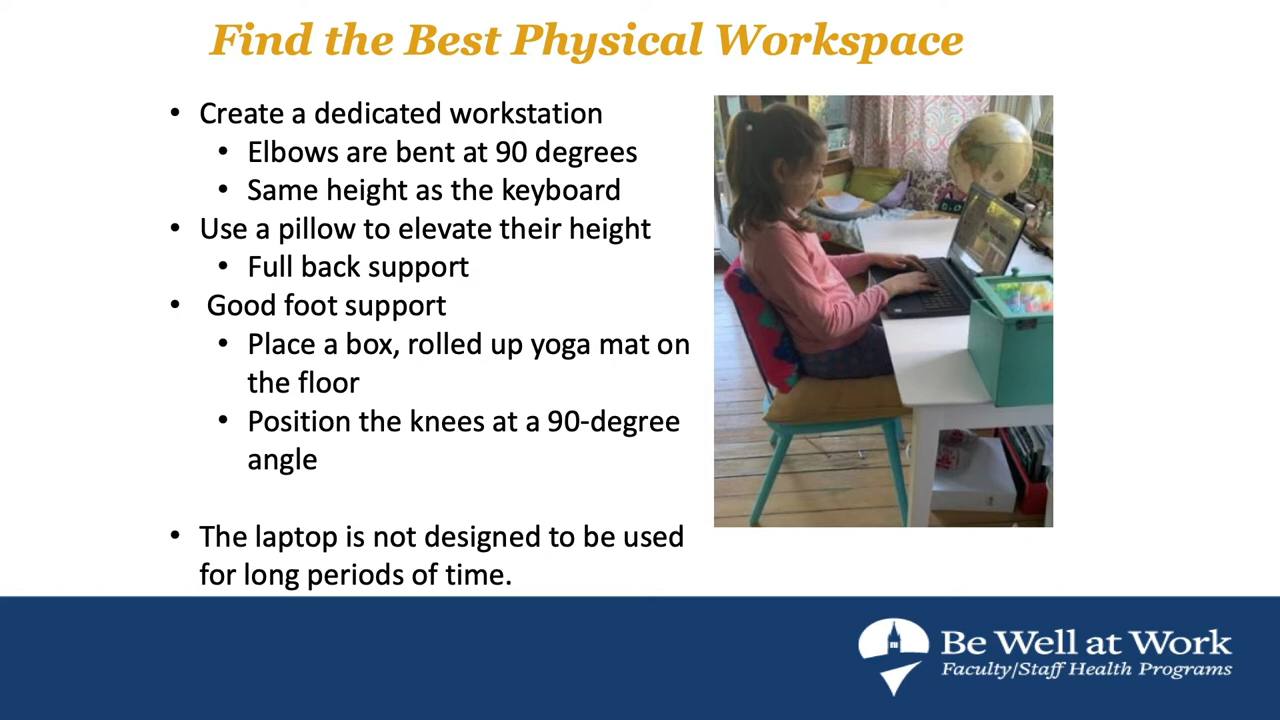 Find the Best Physical Workspace
• Create a dedicated workstation
• Elbows are bent at 90 degrees
• Same height as the keyboard
• Use a pillow to elevate their height
• Full back support
• Good foot support
• Place a box, rolled up yoga mat on
the floor
• Position the knees at a 90-degree
angle
• The laptop is not designed to be used
for long periods of time.
Be Well at Work
Faculty/Staff Health Programs